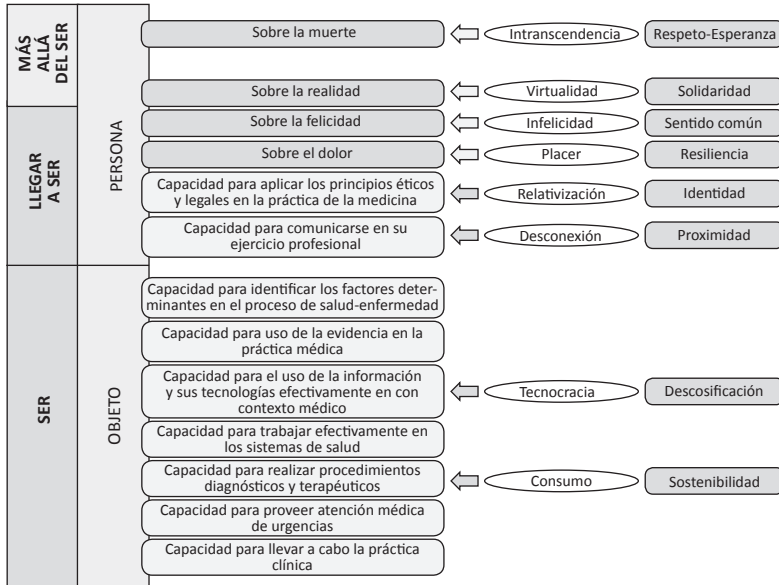 MÁS
ALLÁ
DEL SER
LLEGAR
A SER
SER
PERSONA
OBJETO
Sobre la muerte
Intranscendencia
Respeto-Esperanza
Sobre la realidad
Virtualidad
Solidaridad
Sobre la felicidad
Infelicidad
Sentido común
Sobre el dolor
Placer
Resiliencia
Capacidad para aplicar los principios éticos
y legales en la práctica de la medicina
Relativización
Identidad
Capacidad para comunicarse en su
ejercicio profesional
Desconexión
Proximidad
Capacidad para identificar los factores deter-
minantes en el proceso de salud-enfermedad
Capacidad para uso de la evidencia en la
práctica médica
Capacidad para el uso de la información
y sus tecnologías efectivamente en con
contexto médico
Tecnocracia
Descosificación
Capacidad para trabajar efectivamente en
los sistemas de salud
Capacidad para realizar procedimientos
diagnósticos y terapéuticos
Consumo
Sostenibilidad
Capacidad para proveer atención médica
de urgencias
Capacidad para llevar a cabo la práctica
clínica